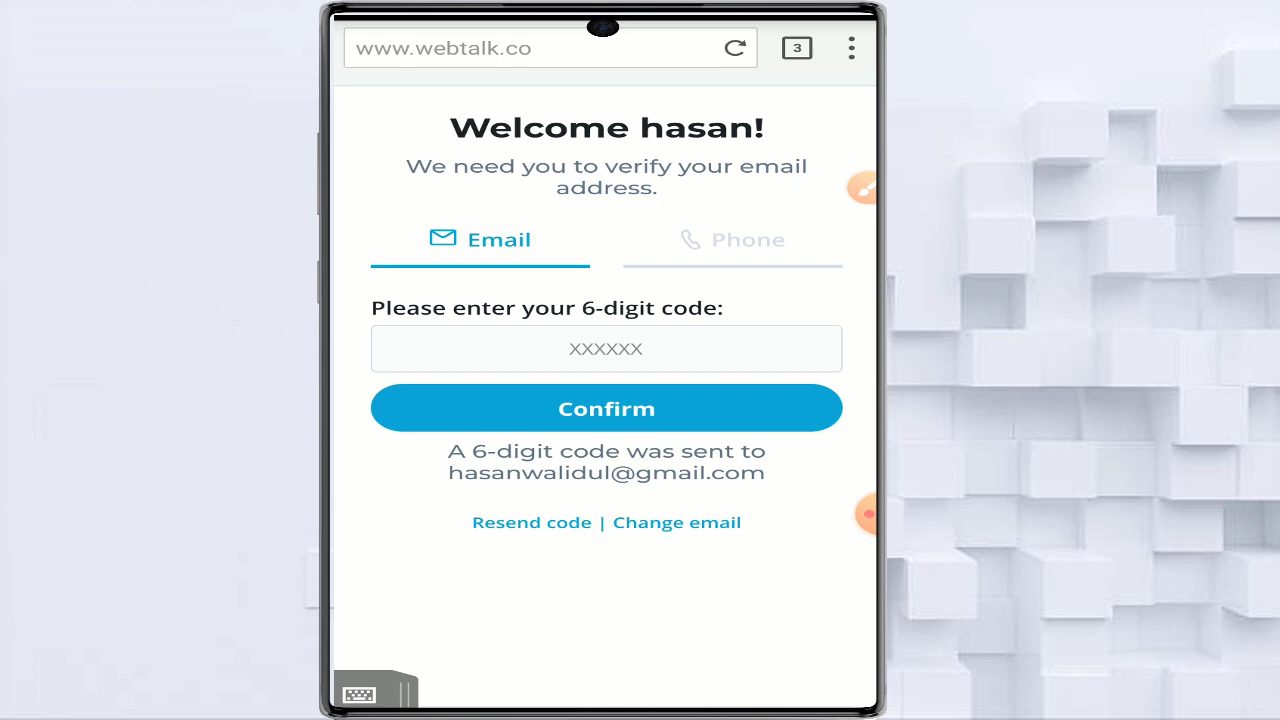 www.webtalk.co
3
Welcome hasan!
We need you to verify your email
address.
Email
Phone
Please enter your 6-digit code:
XXXXXX
Confirm
A 6-digit code was sent to
hasanwalidul@gmail.com
Resend code | Change email